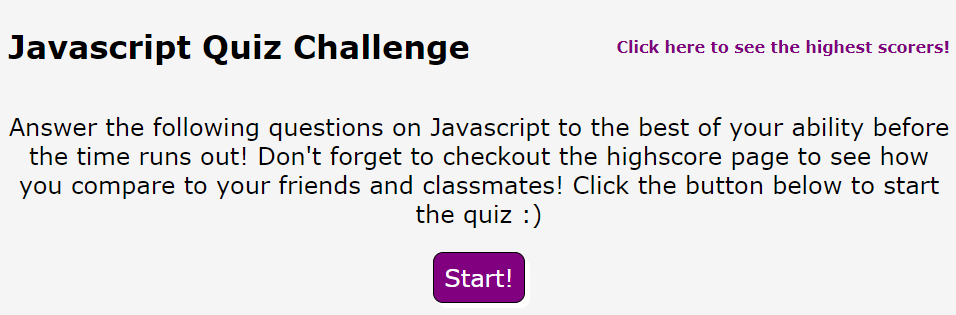 Javascript Quiz Challenge
Click here to see the highest scorers!
Answer the following questions on Javascript to the best of your ability before
the time runs out! Don't forget to checkout the highscore page to see how
you compare to your friends and classmates! Click the button below to start
the quiz :)
Start!